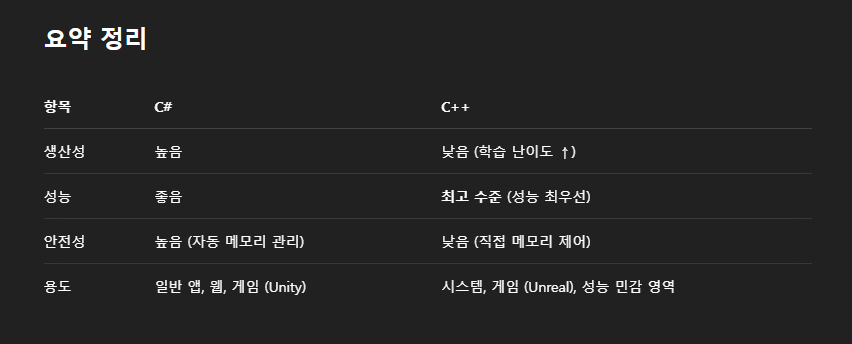 요약 정리
항목 C# C++
생산성 높음 낮음 (학습 난이도 ↑)
성능 좋음 최고 수준 (성능 최우선)
안전성 높음 (자동 메모리 관리) 낮음 (직접 메모리 제어)
용도 일반 앱, 웹, 게임 (Unity) 시스템, 게임 (Unreal), 성능 민감 영역